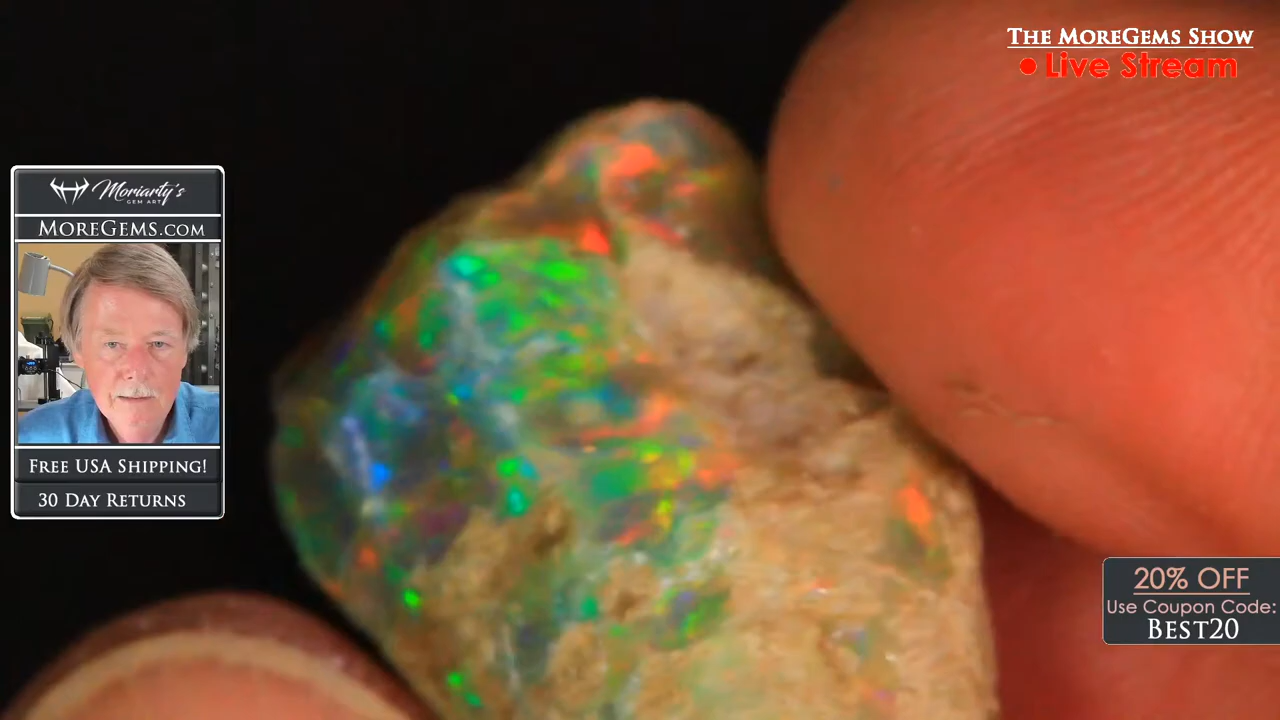 The MoreGems Show
Live Stream
Moriarty's
GEM ART
MoreGems.com
Free USA Shipping!
30 Day Returns
20% OFF
Use Coupon Code:
Best20